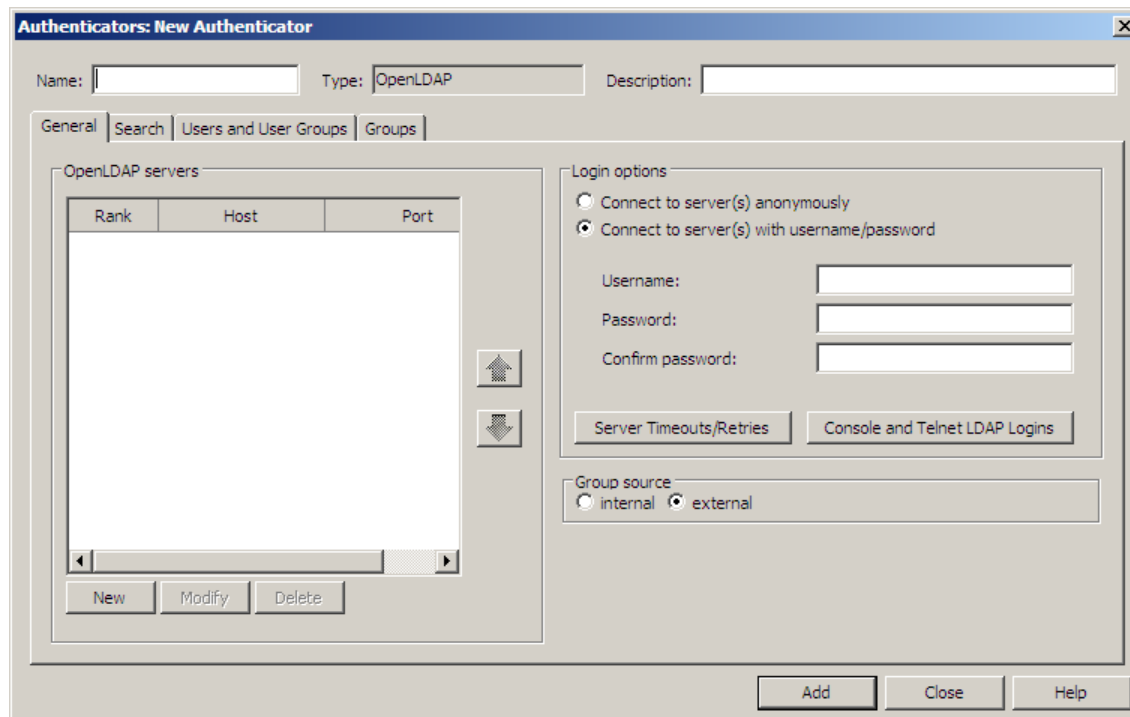 Authenticators: New Authenticator
Name: Type: OpenLDAP Description:
General Search Users and User Groups Groups
OpenLDAP servers
Rank Host Port
New Modify Delete
Login options
Connect to server(s) anonymously
Connect to server(s) with username/password
Username:
Password:
Confirm password:
Server Timeouts/Retries Console and Telnet LDAP Logins
Group source
internal external
Add Close Help